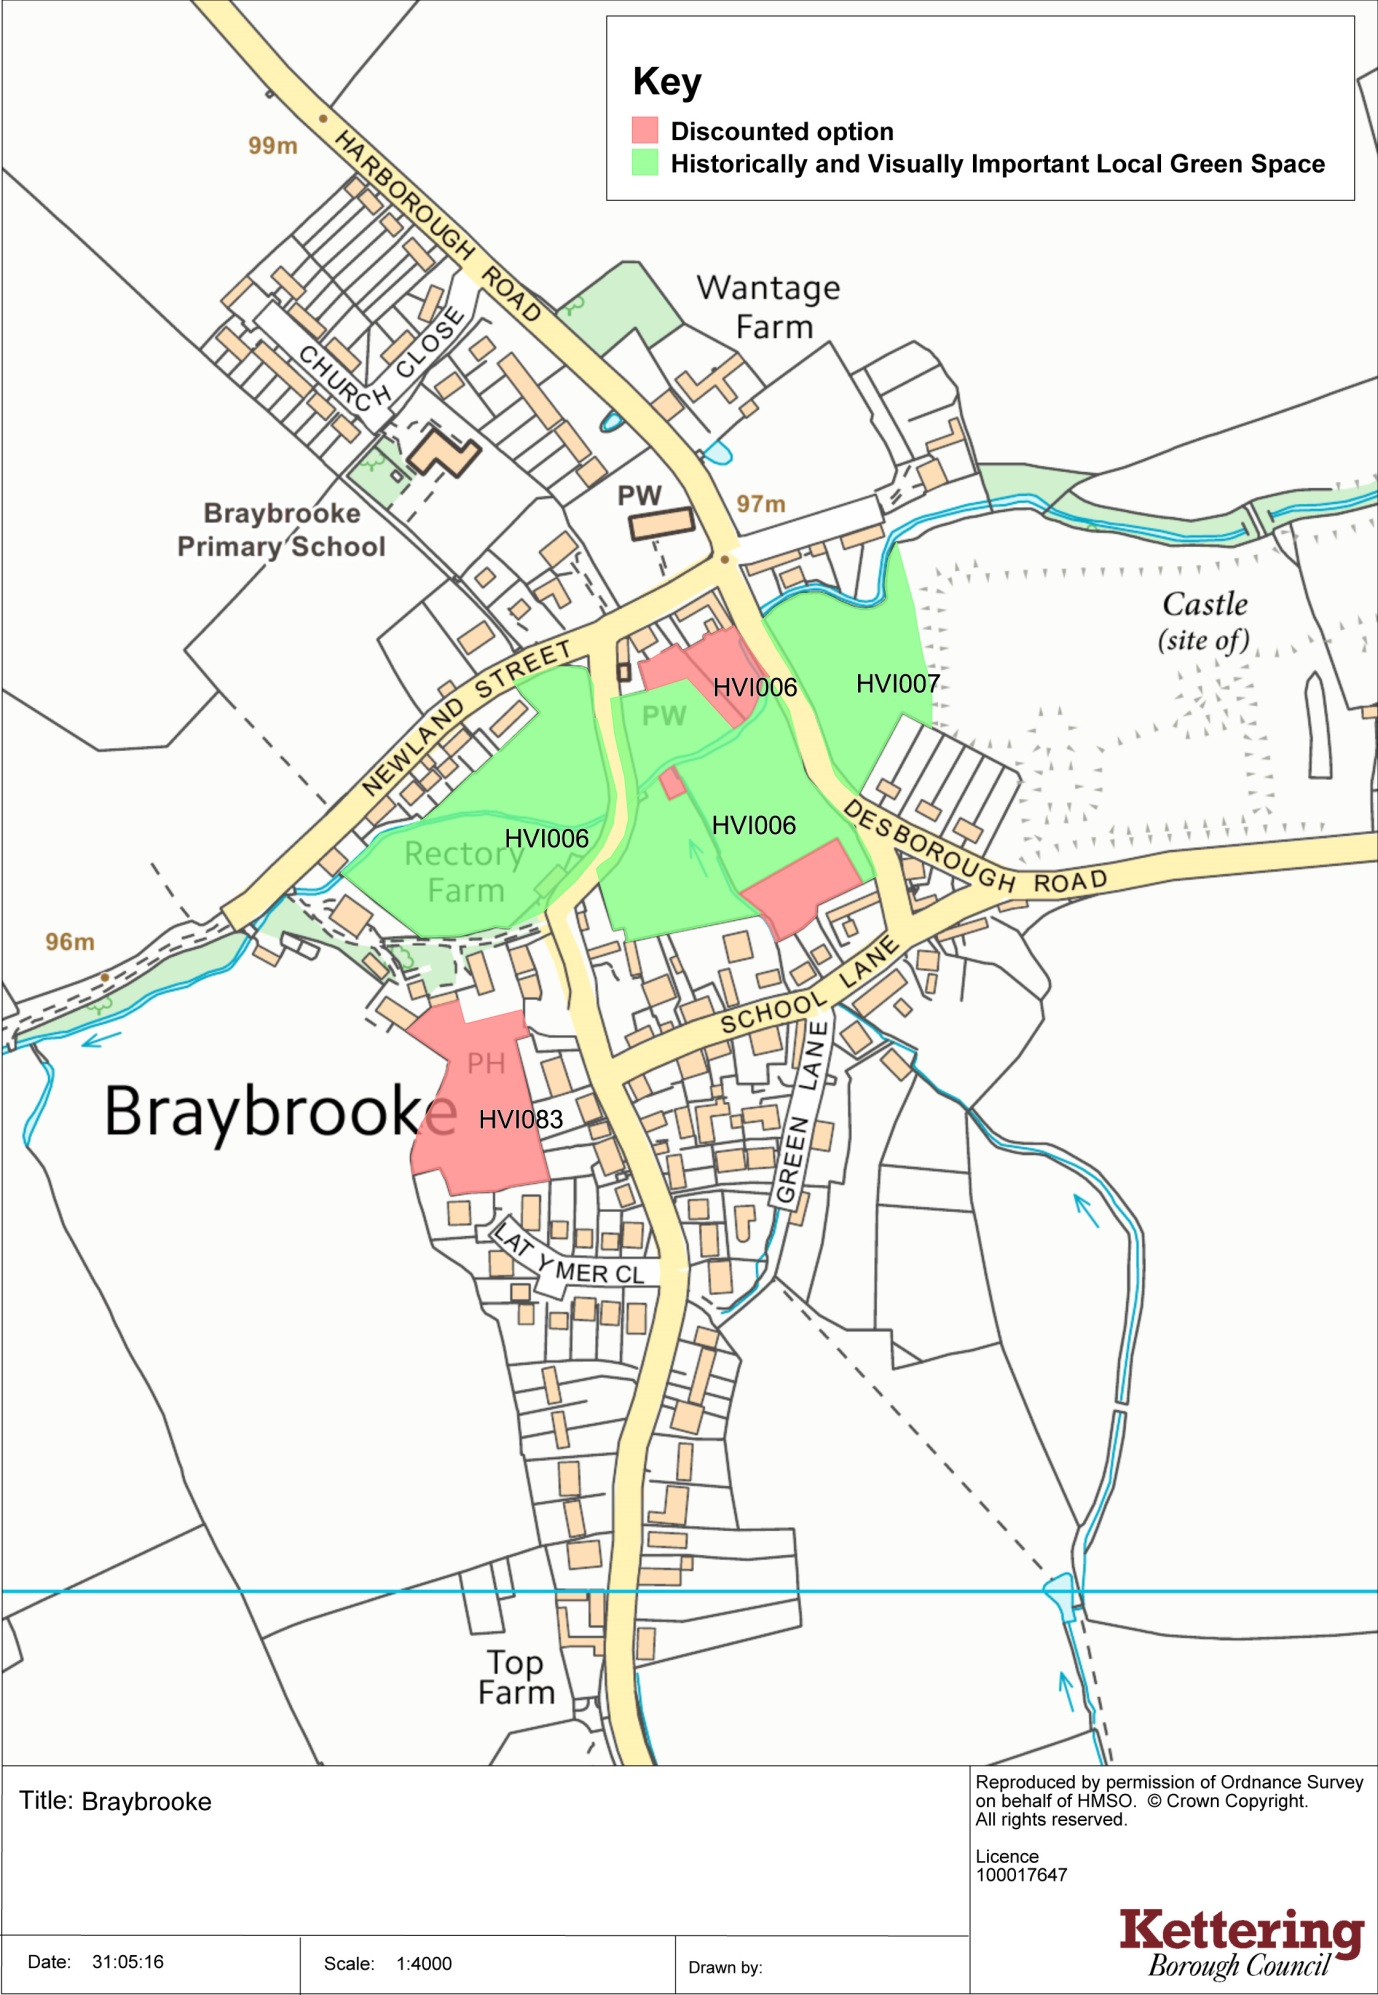 Key
Discounted option
Historically and Visually Important Local Green Space
99m
HARBOROUGH ROAD
Wantage
Farm
CHURCH CLOSE
PW
97m
Braybrooke
Primary School
Castle
(site of)
NEWLAND STREET
HVI006
HVI007
PW
HVI006
HVI006
DESBOROUGH ROAD
Rectory
Farm
96m
SCHOOL LANE
PH
Braybrooke
HVI083
GREEN LANE
LATYMER CL
Top
Farm
Title: Braybrooke
Reproduced by permission of Ordnance Survey
on behalf of HMSO. © Crown Copyright.
All rights reserved.
Licence
100017647
Date: 31:05:16
Scale: 1:4000
Drawn by:
Kettering
Borough Council